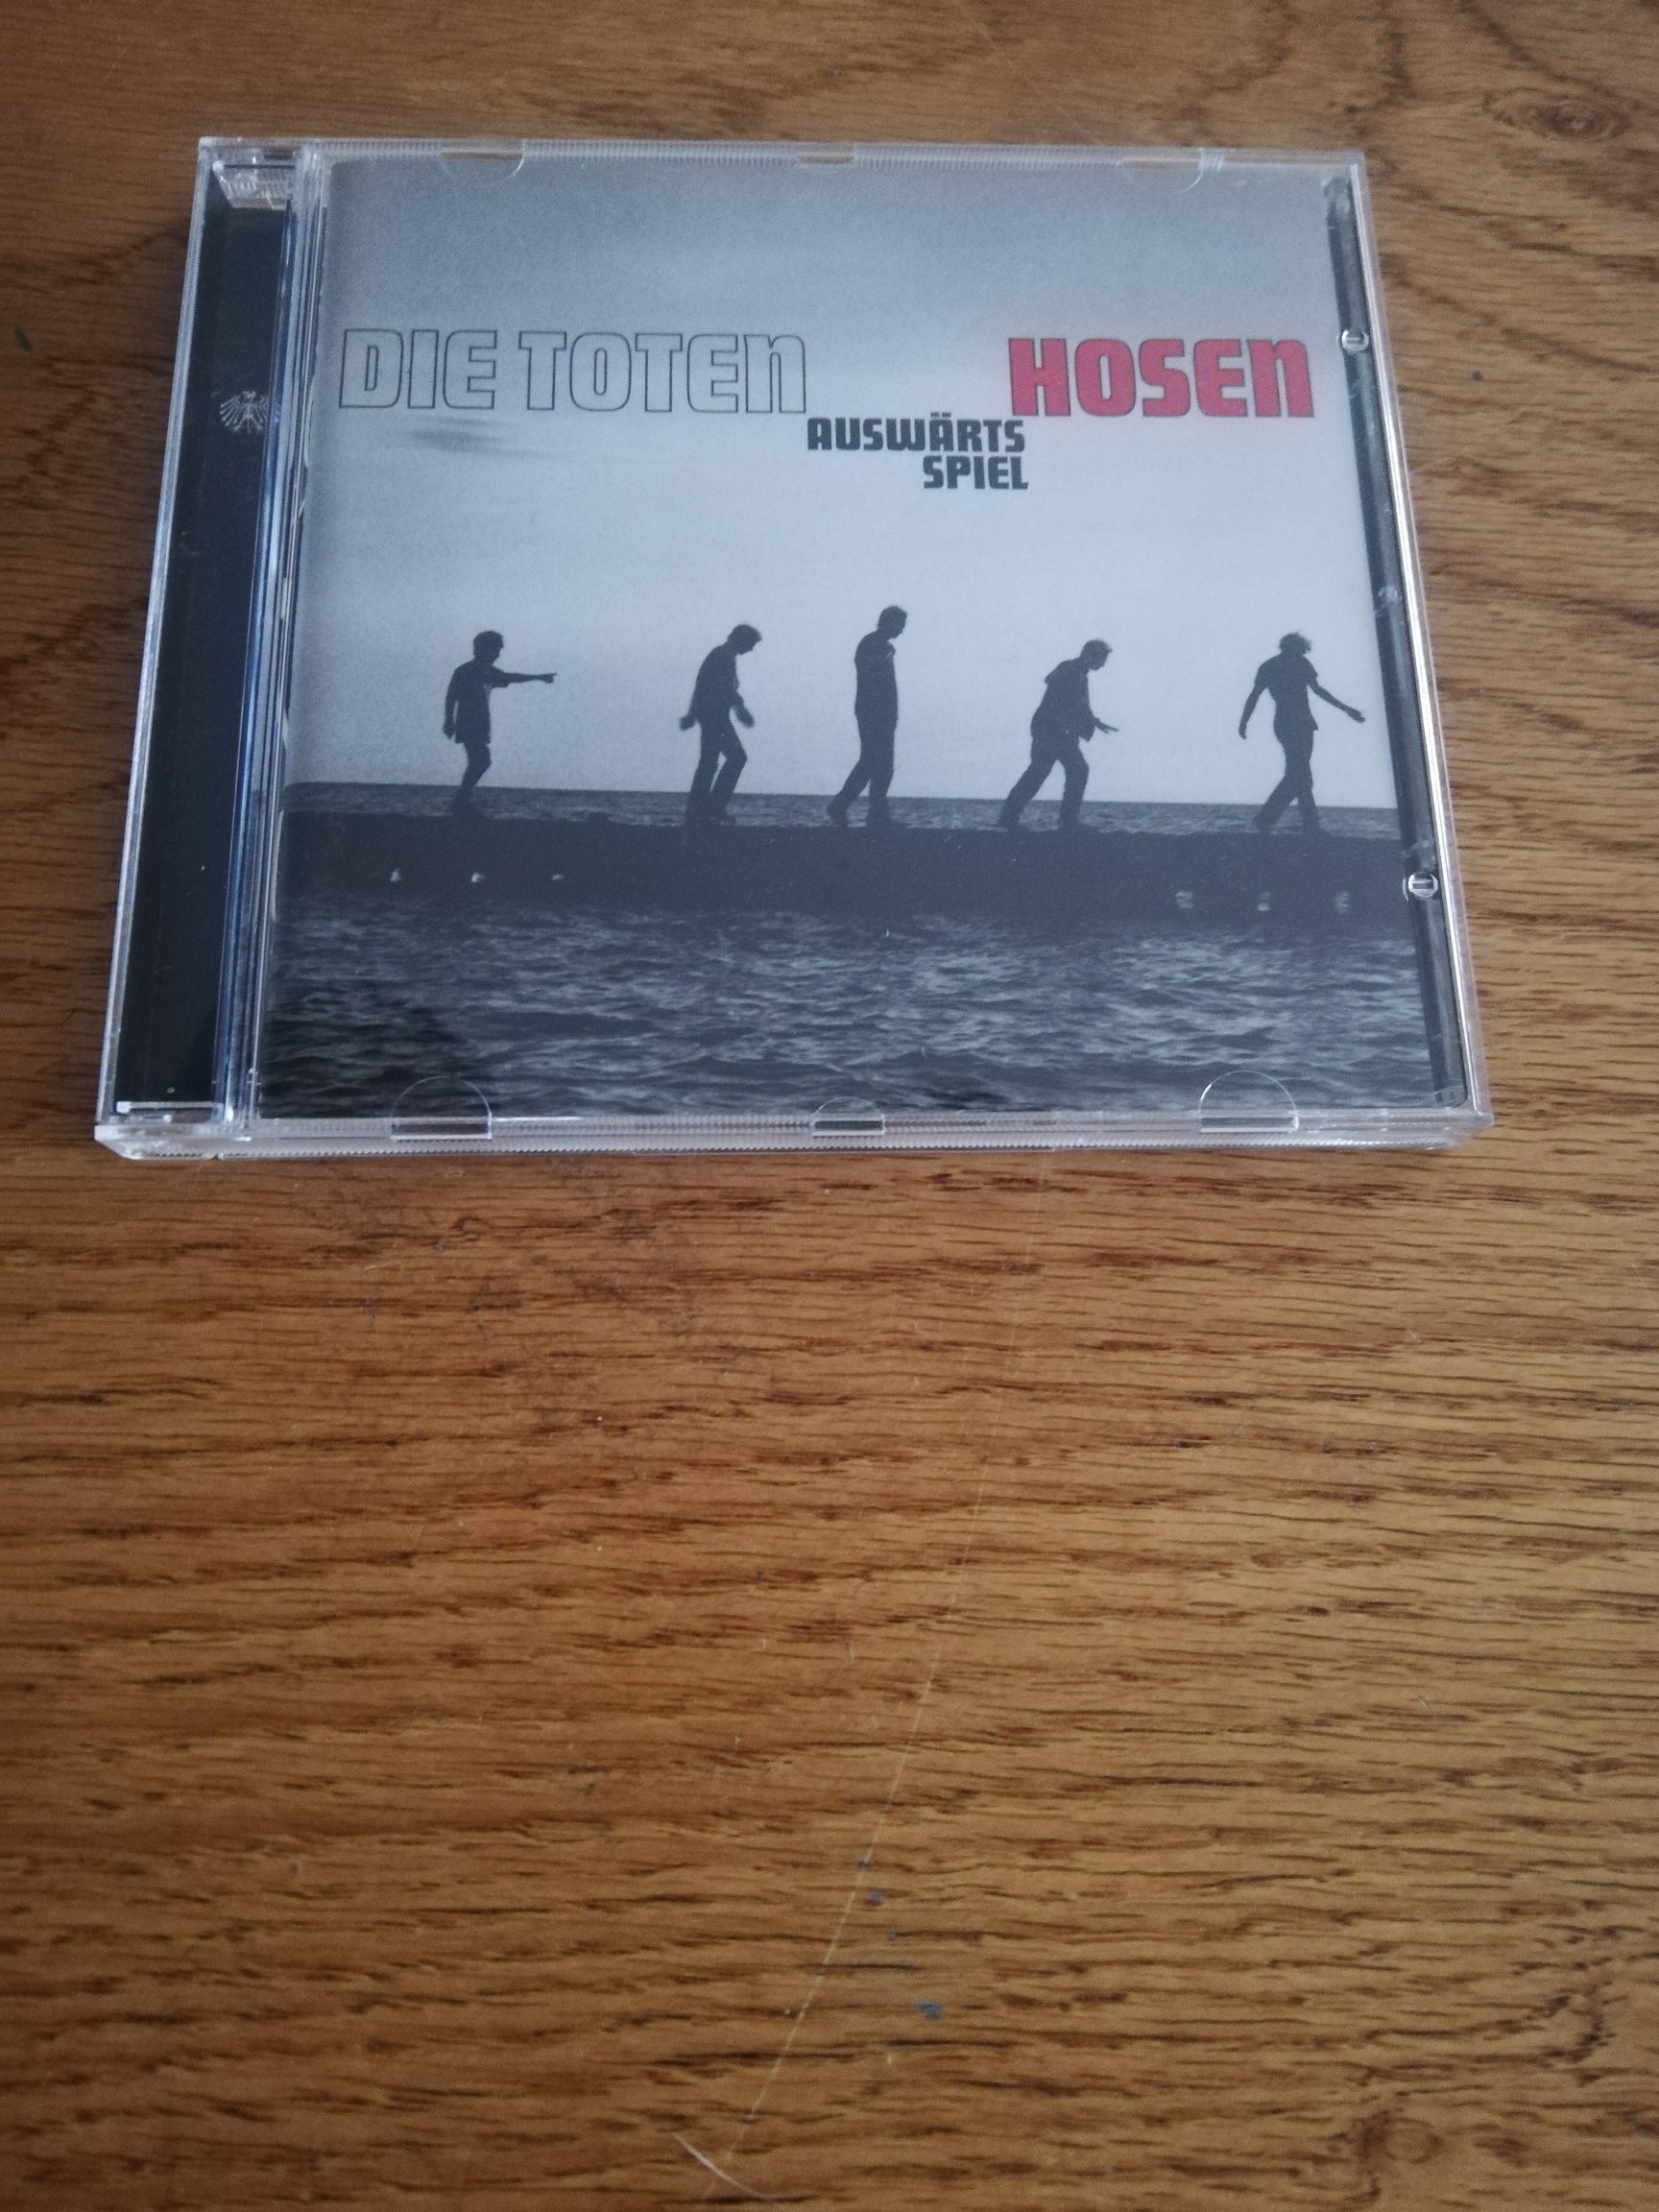 DIE TOTEN HOSEN
AUSWÄRTS
SPIEL